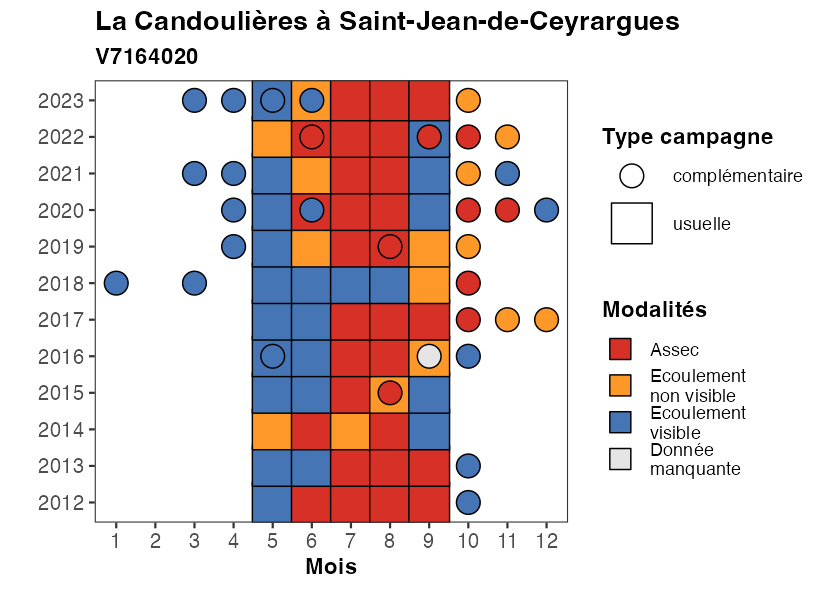 La Candoulières à Saint-Jean-de-Ceyrargues
V7164020
2023
2022
2021
2020
2019
2018
2017
2016
2015
2014
2013
2012
1 2 3 4 5 6 7 8 9 10 11 12
Mois
Type campagne
complémentaire
usuelle
Modalités
Assec
Ecoulement
non visible
Ecoulement
visible
Donnée
manquante